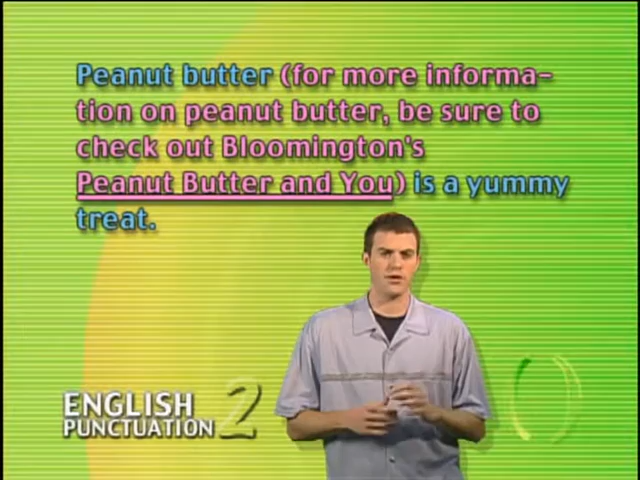 Peanut butter (for more informa-
tion on peanut butter, be sure to
check out Bloomington's
Peanut Butter and You) is a yummy
treat.
ENGLISH
PUNCTUATION 2
()